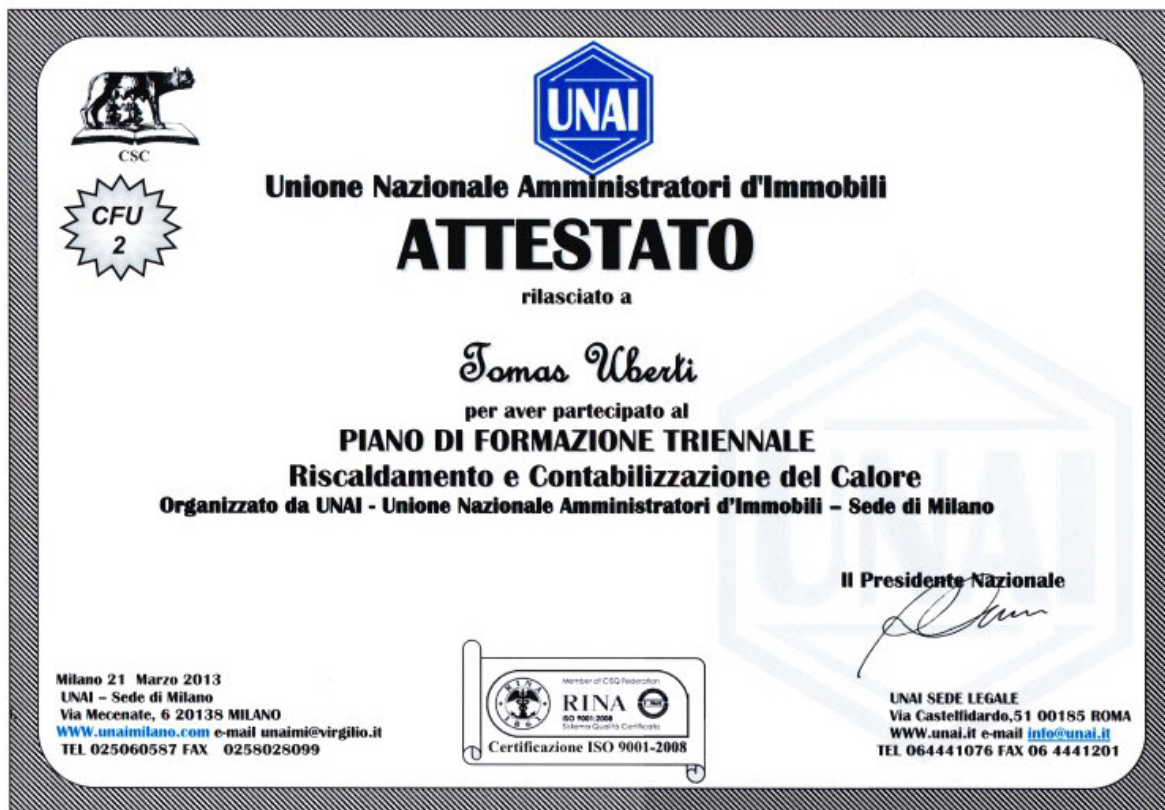 CSC
CFU
2
UNAI
Unione Nazionale Amministratori d'Immobili
ATTESTATO
rilasciato a
Tomas Uberti
per aver partecipato al
PIANO DI FORMAZIONE TRIENNALE
Riscaldamento e Contabilizzazione del Calore
Organizzato da UNAI - Unione Nazionale Amministratori d'Immobili – Sede di Milano
UNAI
Il Presidente Nazionale
Milano 21 Marzo 2013
UNAI – Sede di Milano
Via Mecenate, 6 20138 MILANO
WWW.unaimilano.com e-mail unaimi@virgilio.it
TEL 025060587 FAX 0258028099
RINA
1861
Member of CISQ Federation
RINA
ISO 9001:2008
Sistema Qualità Certificato
Certificazione ISO 9001-2008
UNAI SEDE LEGALE
Via Castelfidardo,51 00185 ROMA
WWW.unai.it e-mail info@unai.it
TEL 064441076 FAX 06 4441201